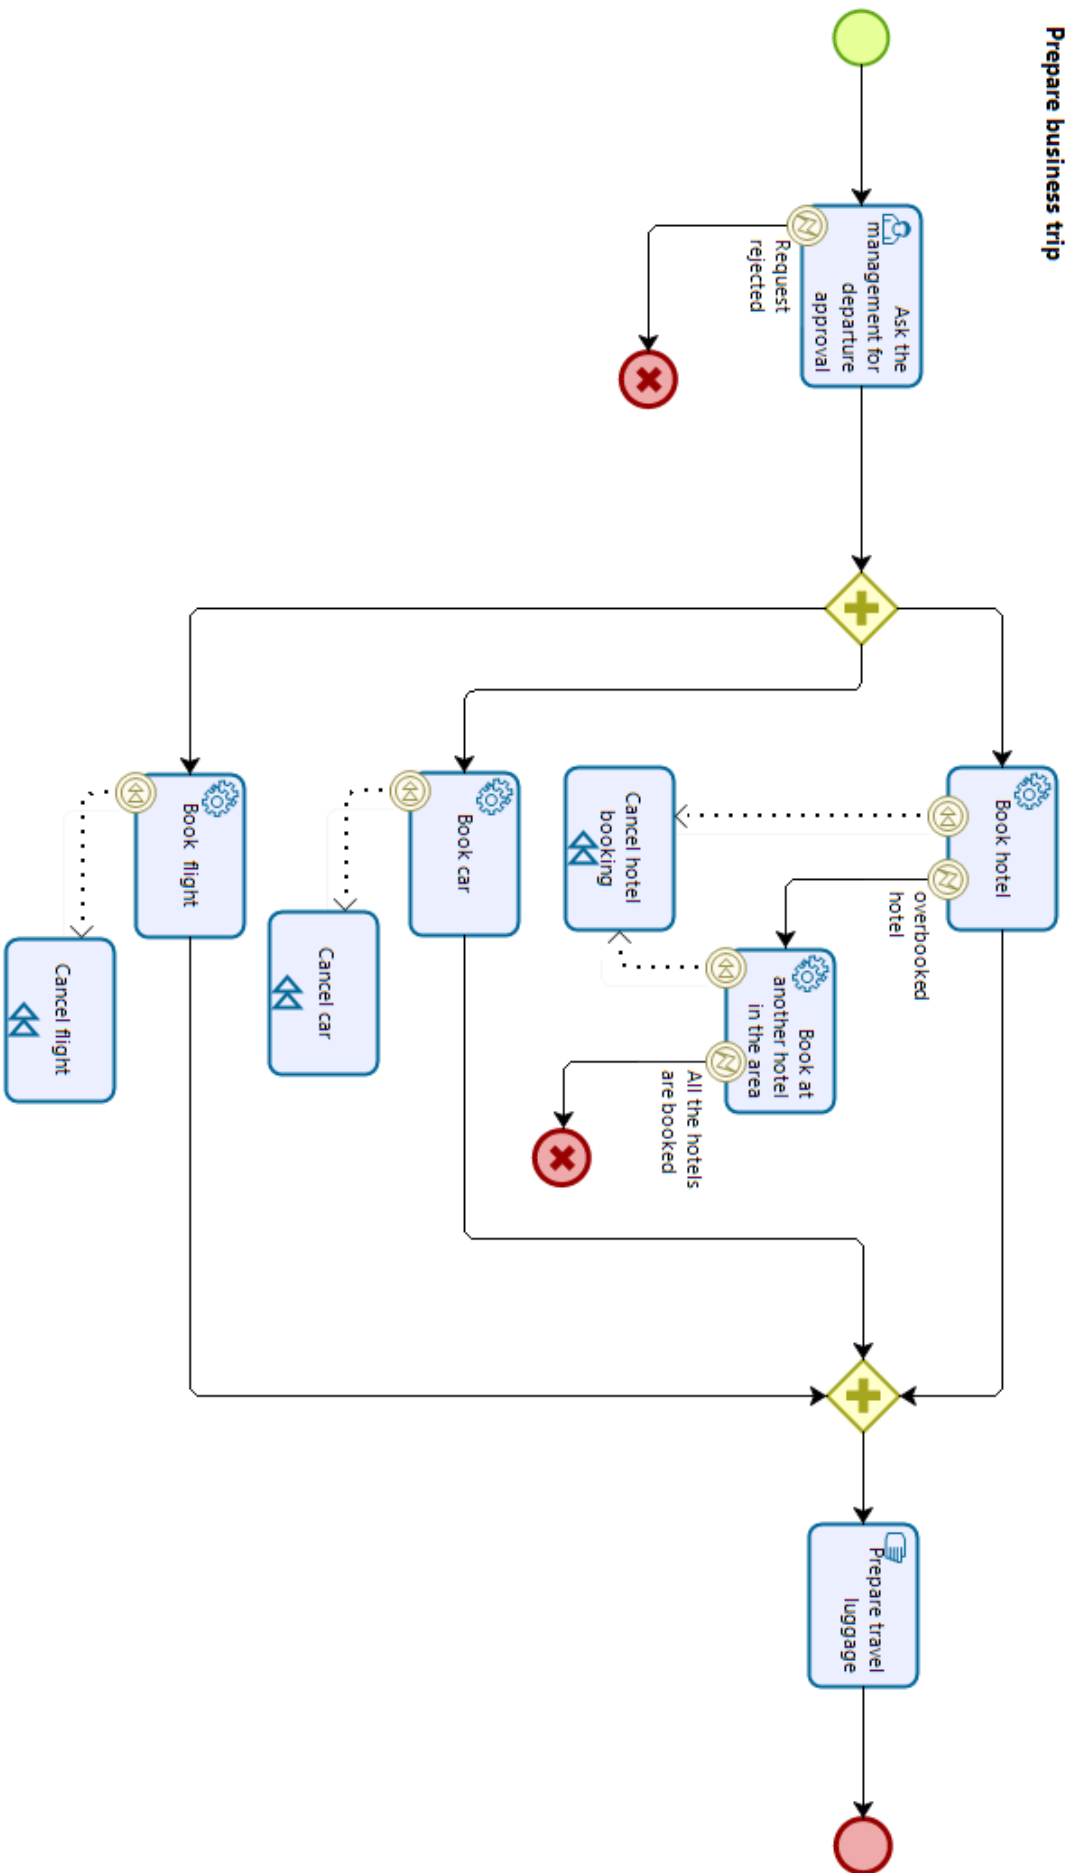 Prepare business trip
Ask the
management for
departure
approval
Request
rejected
Book hotel
overbooked
hotel
Cancel hotel
booking
Book at
another hotel
in the area
All the hotels
are booked
Book car
Cancel car
Book flight
Cancel flight
Prepare travel
luggage